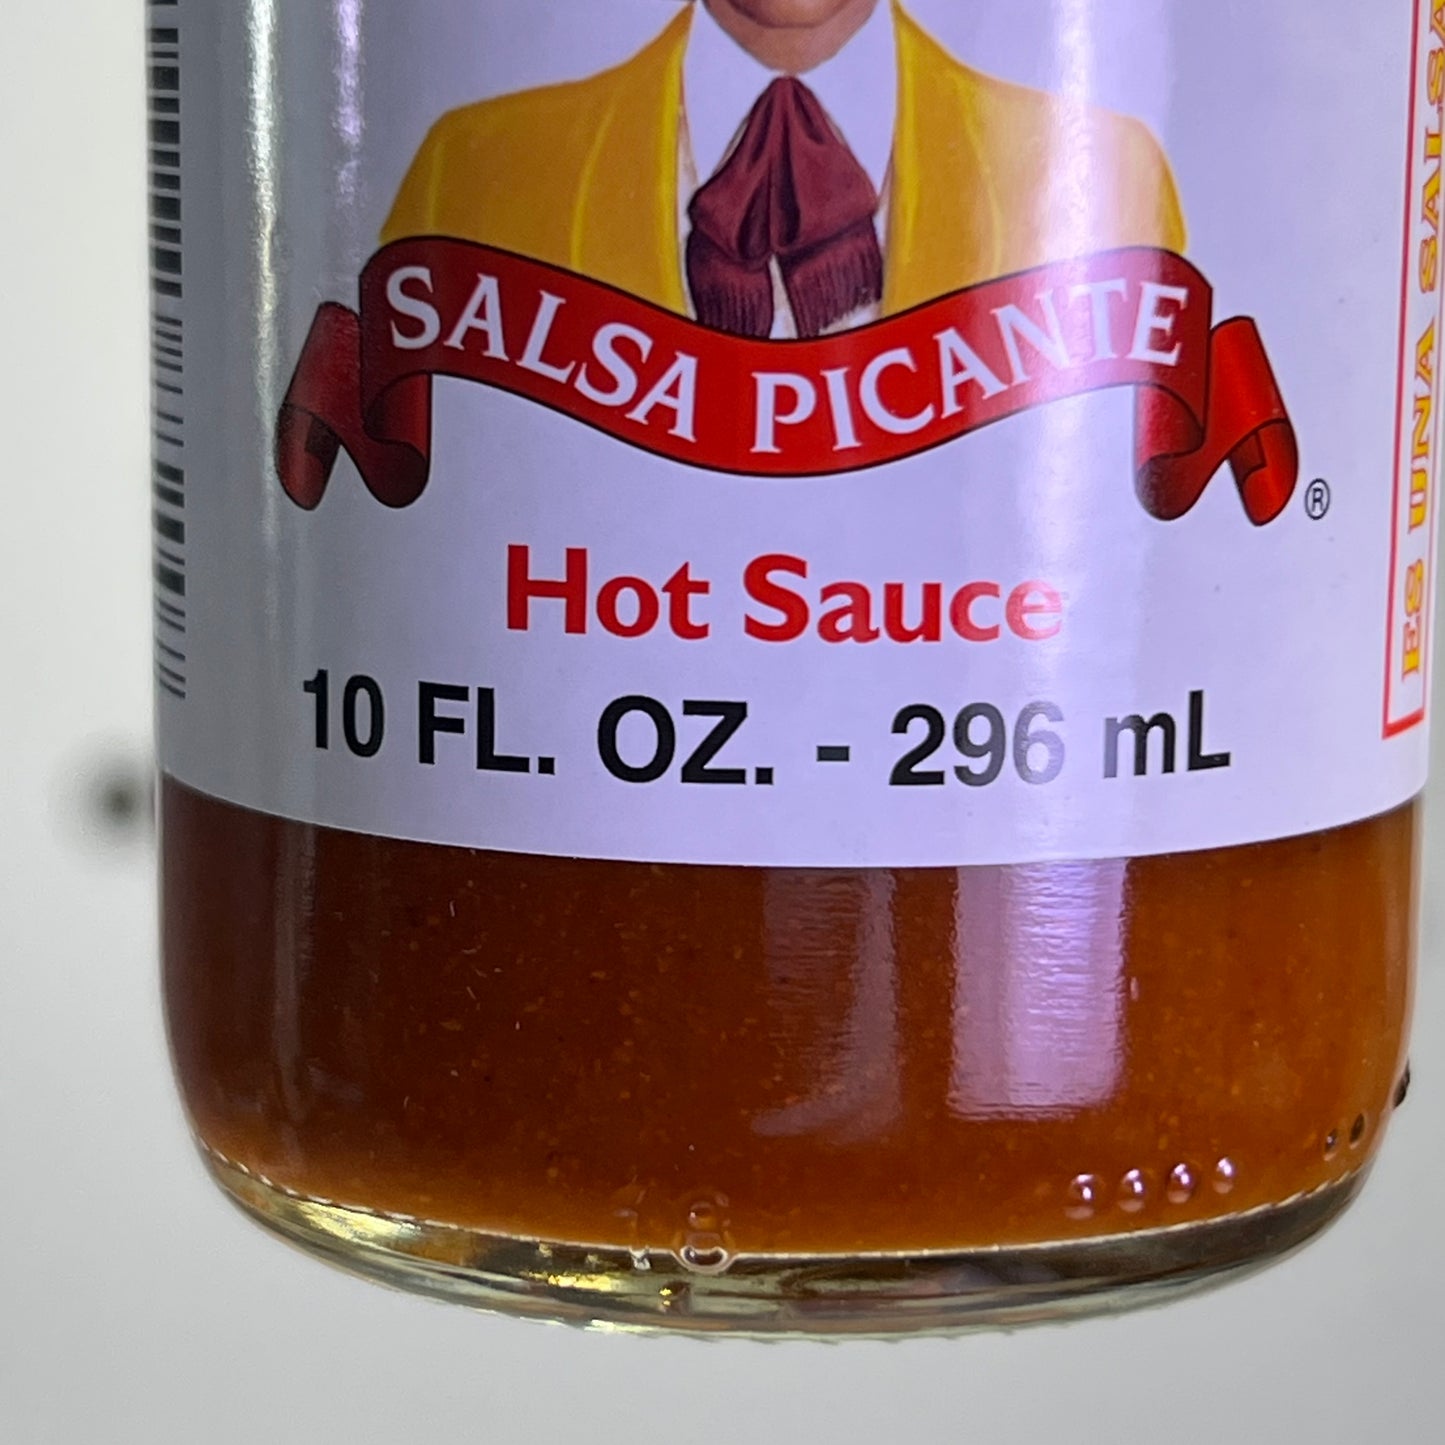 SALSA PICANTE
®
Hot Sauce
10 FL. OZ. - 296 mL
ES UNA SALSA